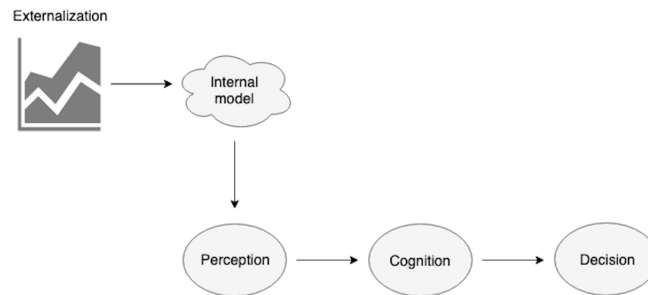 Externalization
Internal
model
Perception
Cognition
Decision